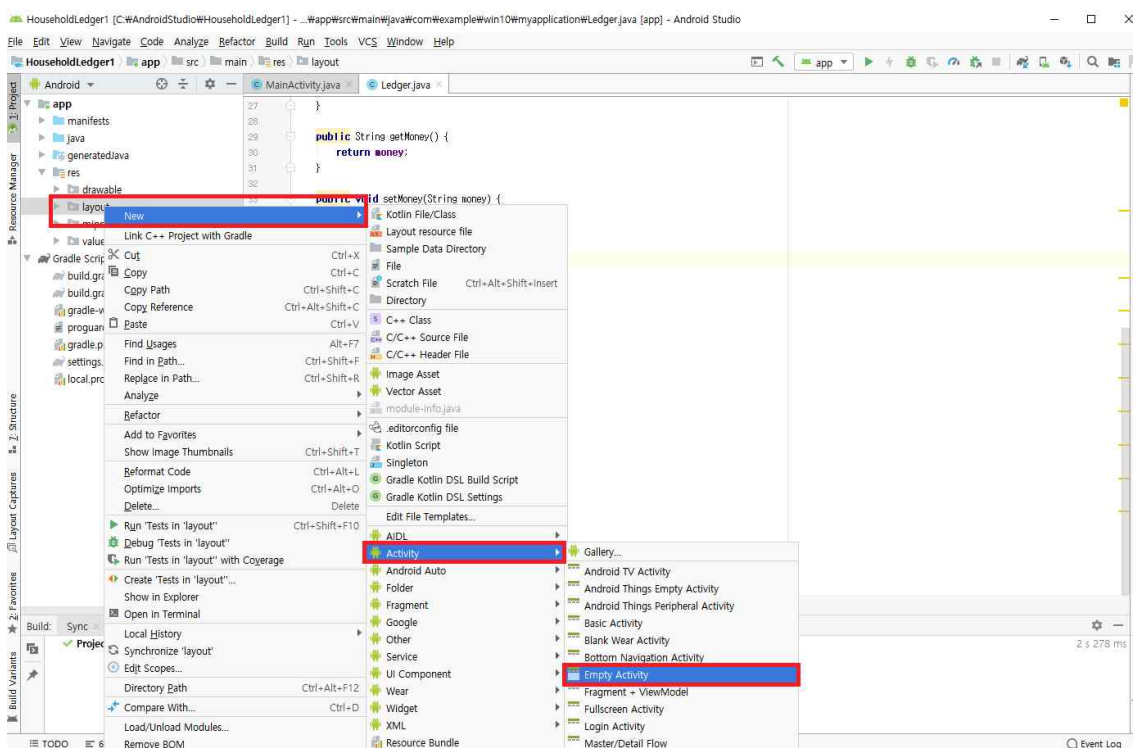 HouseholdLedger1 [C:₩AndroidStudio₩HouseholdLedger1] - ...₩app₩src₩main₩java₩com₩example₩win10₩myapplication₩Ledger.java [app] - Android Studio
File Edit View Navigate Code Analyze Refactor Build Run Tools VCS Window Help
HouseholdLedger1 app src main res layout
app
1: Project
Resource Manager
Z: Structure
Layout Captures
2: Favorites
Build Variants
Android
MainActivity.java
Ledger.java
app
manifests
java
generatedJava
res
drawable
layout
value
Gradle Scrip
build.gra
build.gra
gradle-w
proguar
gradle.p
settings.
local.prc
27 }
28
29 public String getMoney() {
30 return money;
31 }
32
33 public void setMoney(String money) {
New
Link C++ Project with Gradle
Cut Ctrl+X
Copy Ctrl+C
Copy Path Ctrl+Shift+C
Copy Reference Ctrl+Alt+Shift+C
Paste Ctrl+V
Find Usages Alt+F7
Find in Path... Ctrl+Shift+F
Replace in Path... Ctrl+Shift+R
Analyze
Refactor
Add to Favorites
Show Image Thumbnails Ctrl+Shift+T
Reformat Code Ctrl+Alt+L
Optimize Imports Ctrl+Alt+O
Delete... Delete
Run 'Tests in 'layout'' Ctrl+Shift+F10
Debug 'Tests in 'layout''
Run 'Tests in 'layout'' with Coverage
Create 'Tests in 'layout''...
Show in Explorer
Open in Terminal
Local History
Synchronize 'layout'
Edit Scopes...
Directory Path Ctrl+Alt+F12
Compare With... Ctrl+D
Load/Unload Modules...
Remove BOM
Kotlin File/Class
Layout resource file
Sample Data Directory
File
Scratch File Ctrl+Alt+Shift+Insert
Directory
C++ Class
C/C++ Source File
C/C++ Header File
Image Asset
Vector Asset
module-info.java
.editorconfig file
Kotlin Script
Singleton
Gradle Kotlin DSL Build Script
Gradle Kotlin DSL Settings
Edit File Templates...
AIDL
Activity
Android Auto
Folder
Fragment
Google
Other
Service
UI Component
Wear
Widget
XML
Resource Bundle
Gallery...
Android TV Activity
Android Things Empty Activity
Android Things Peripheral Activity
Basic Activity
Blank Wear Activity
Bottom Navigation Activity
Empty Activity
Fragment + ViewModel
Fullscreen Activity
Login Activity
Master/Detail Flow
Build: Sync
Projec
2 s 278 ms
TODO 6
Event Log